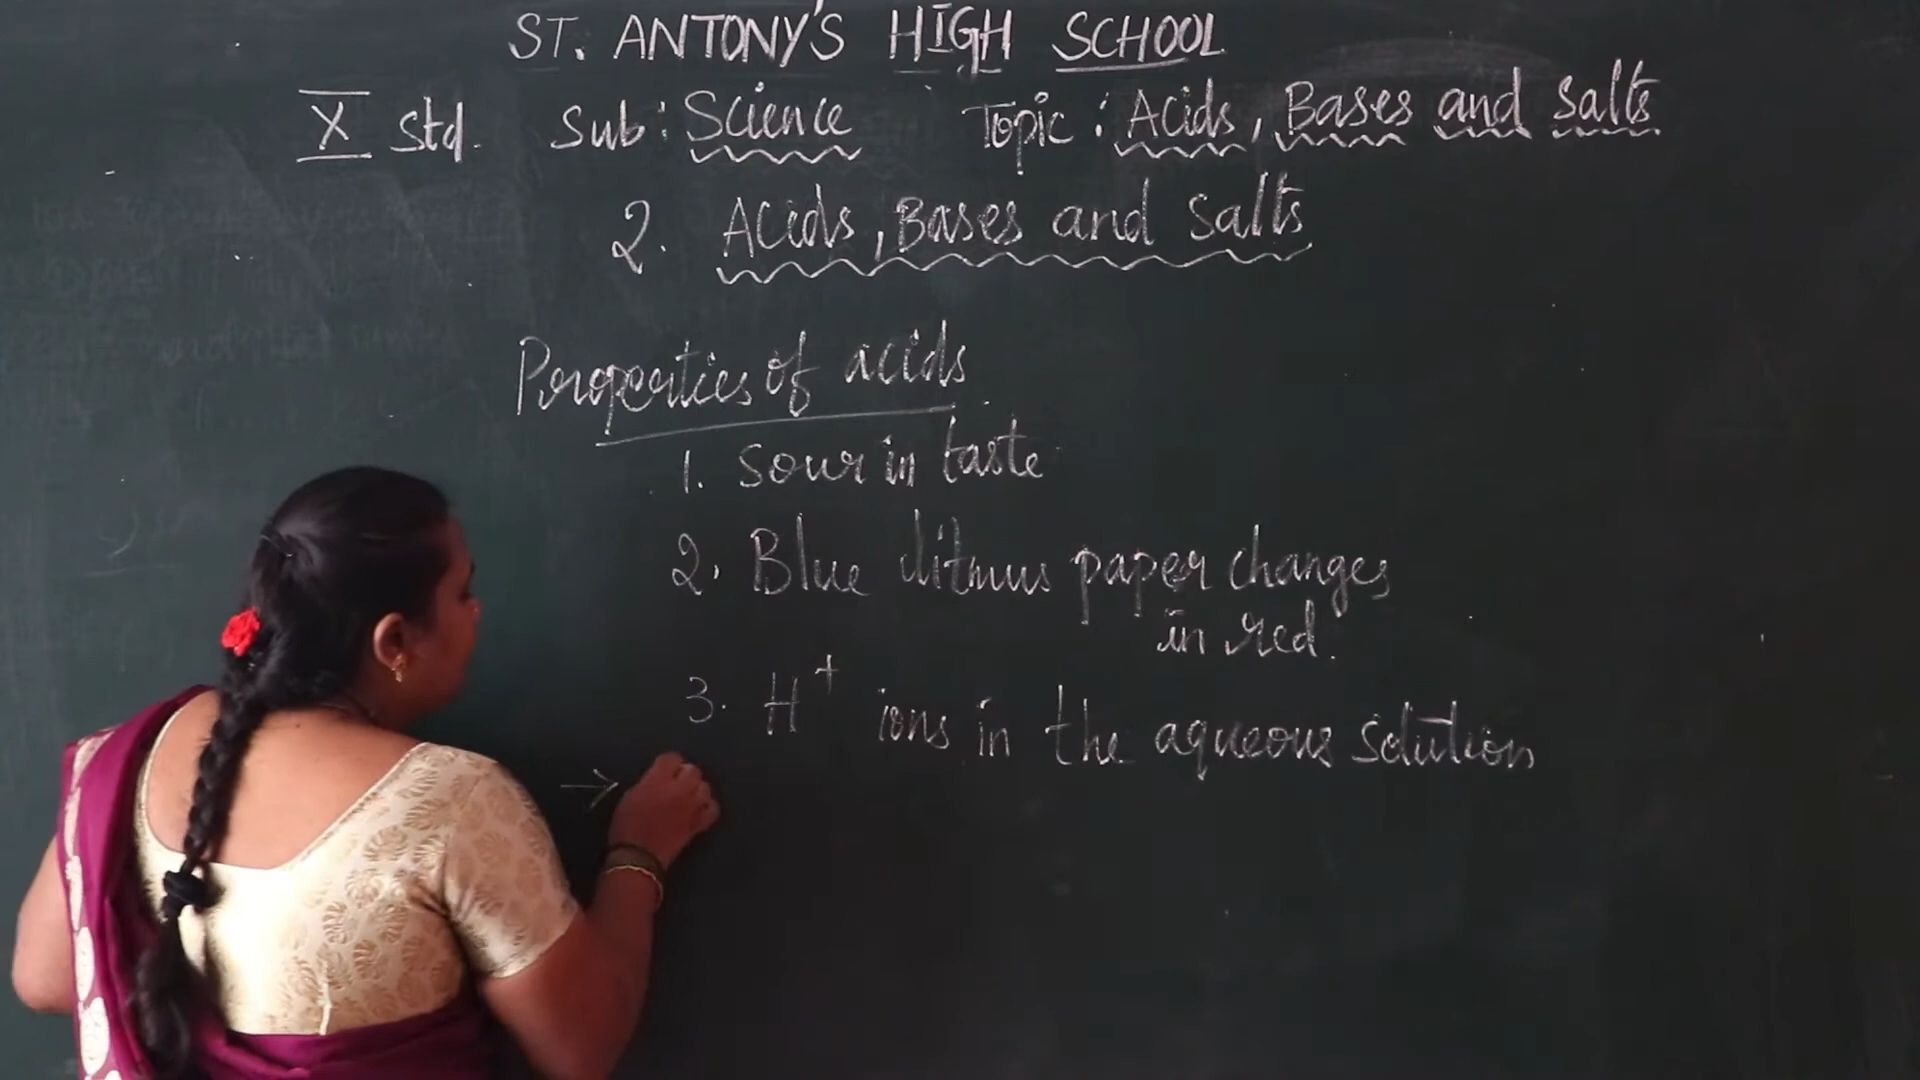 ST. ANTONY'S HIGH SCHOOL
X Std. Sub: Science Topic: Acids, Bases and Salts
2. Acids, Bases and Salts
Properties of acids
1. Sour in taste
2. Blue litmus paper changes
in red.
3. H⁺ ions in the aqueous solution
→